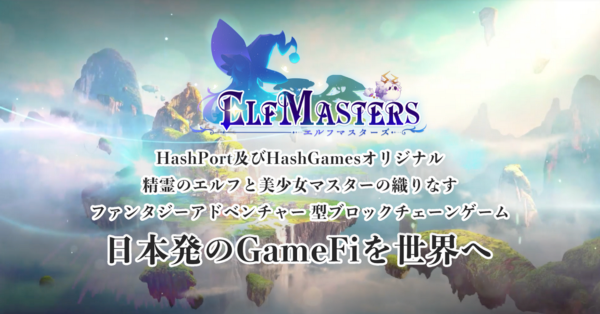 ELFMASTERS
エルフマスターズ
HashPort及びHashGamesオリジナル
精霊のエルフと美少女マスターの織りなす
ファンタジーアドベンチャー 型ブロックチェーンゲーム
日本発のGameFiを世界へ